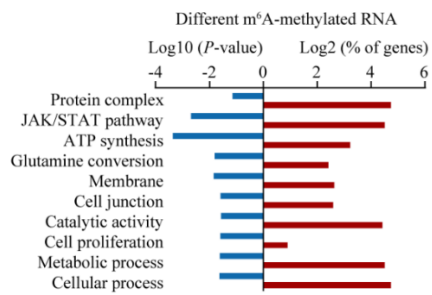 Different m⁶A-methylated RNA
Log10 (P-value) Log2 (% of genes)
-4 -2 0 2 4 6
Protein complex
JAK/STAT pathway
ATP synthesis
Glutamine conversion
Membrane
Cell junction
Catalytic activity
Cell proliferation
Metabolic process
Cellular process